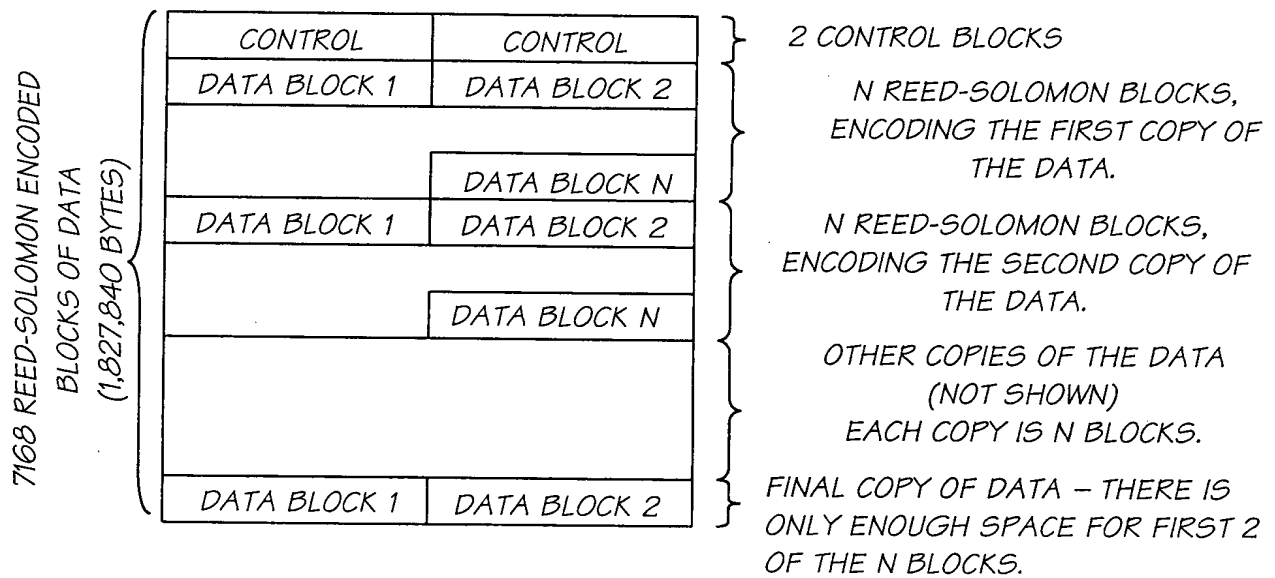 7168 REED-SOLOMON ENCODED
BLOCKS OF DATA
(1,827,840 BYTES)
CONTROL CONTROL
2 CONTROL BLOCKS
DATA BLOCK 1 DATA BLOCK 2
DATA BLOCK N
N REED-SOLOMON BLOCKS,
ENCODING THE FIRST COPY OF
THE DATA.
DATA BLOCK 1 DATA BLOCK 2
DATA BLOCK N
N REED-SOLOMON BLOCKS,
ENCODING THE SECOND COPY OF
THE DATA.
OTHER COPIES OF THE DATA
(NOT SHOWN)
EACH COPY IS N BLOCKS.
DATA BLOCK 1 DATA BLOCK 2
FINAL COPY OF DATA – THERE IS
ONLY ENOUGH SPACE FOR FIRST 2
OF THE N BLOCKS.